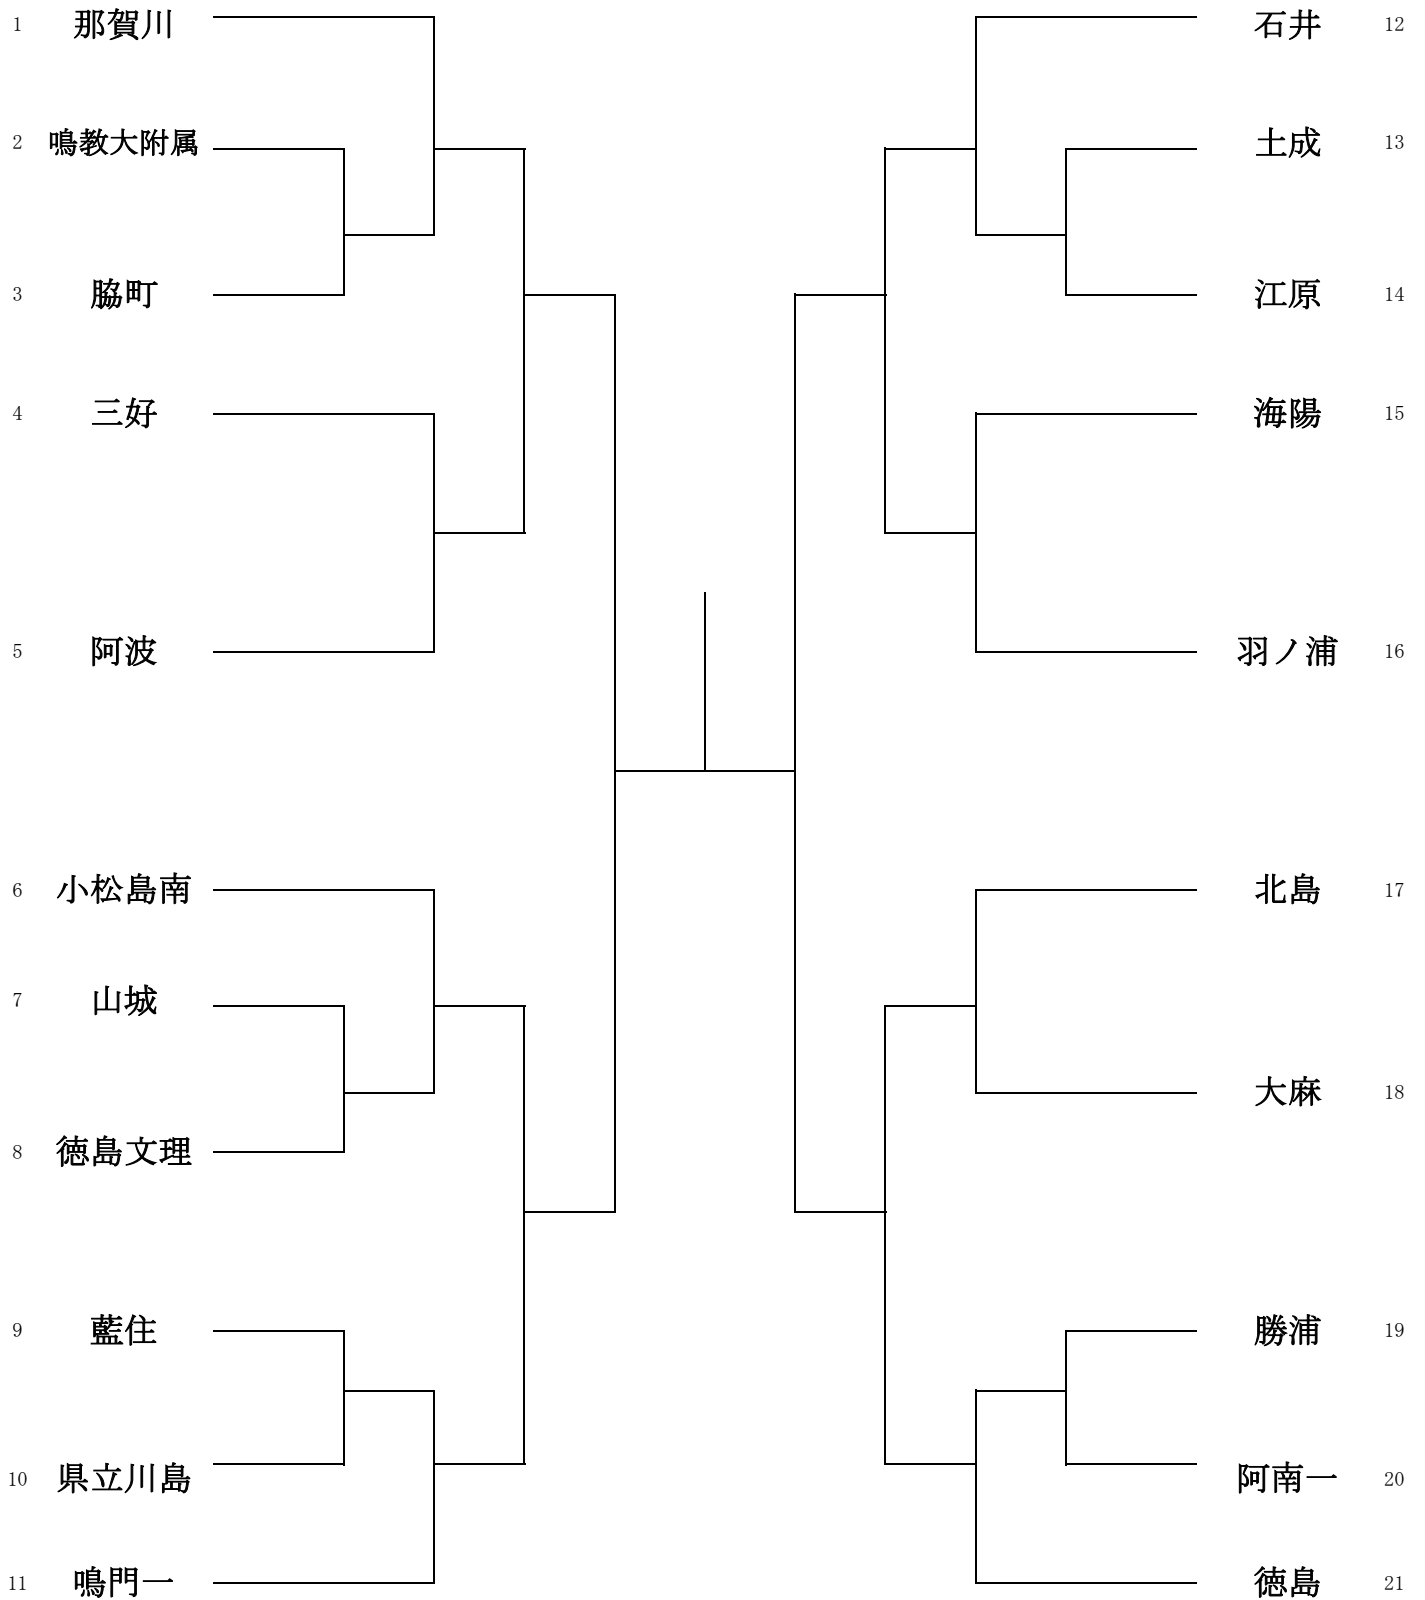 1 那賀川
2 鳴教大附属
3 脇町
4 三好
5 阿波
6 小松島南
7 山城
8 徳島文理
9 藍住
10 県立川島
11 鳴門一
石井 12
土成 13
江原 14
海陽 15
羽ノ浦 16
北島 17
大麻 18
勝浦 19
阿南一 20
徳島 21